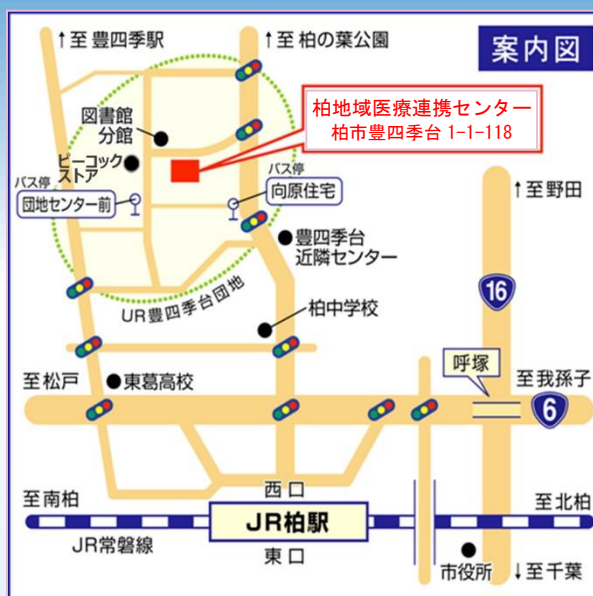 案内図
↑至 豊四季駅
↑至 柏の葉公園
柏地域医療連携センター
柏市豊四季台 1-1-118
図書館
分館
ピーコック
ストア
バス停
団地センター前
バス停
向原住宅
↑至野田
豊四季台
近隣センター
16
UR豊四季台団地
柏中学校
呼塚
至松戸
東葛高校
至我孫子
6
西口
至南柏
JR柏駅
至北柏
JR常磐線
東口
市役所
↓至千葉